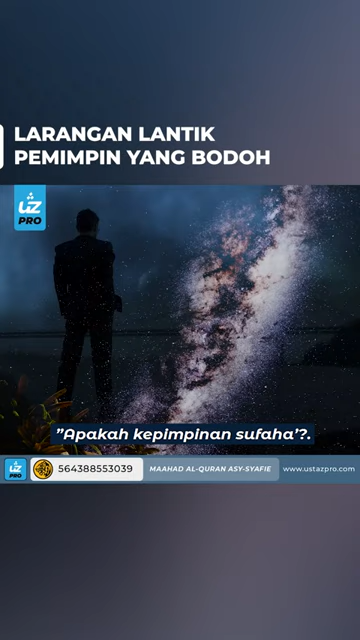 LARANGAN LANTIK
PEMIMPIN YANG BODOH
UZ
PRO
"Apakah kepimpinan sufaha'?.
UZ
PRO
564388553039
MAAHAD AL-QURAN ASY-SYAFIE
www.ustazpro.com